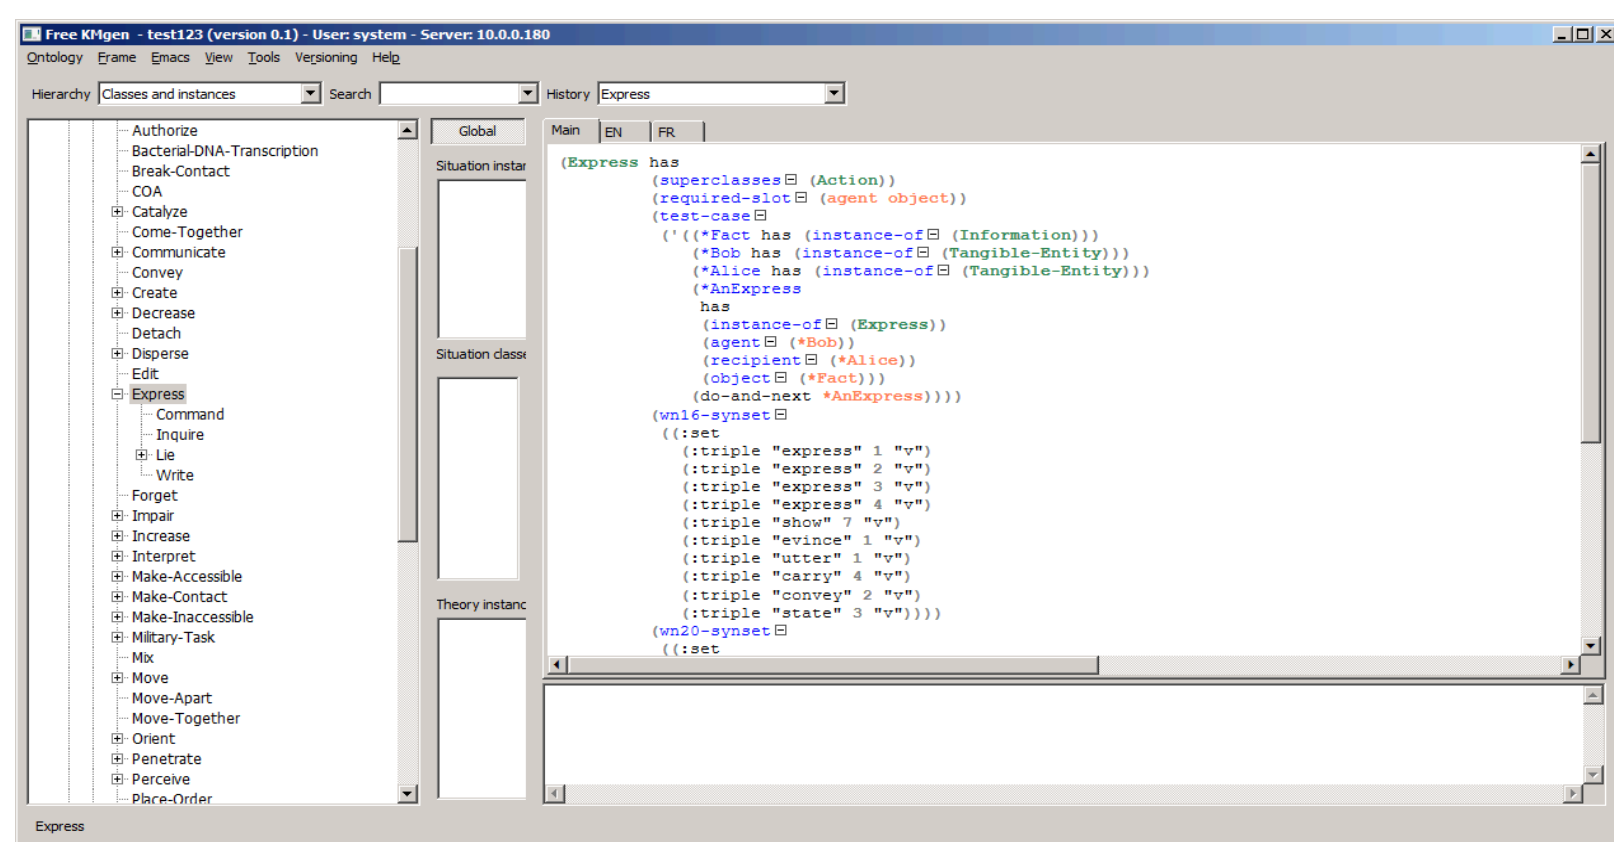 Free KMgen - test123 (version 0.1) - User: system - Server: 10.0.0.180
Ontology Frame Emacs View Tools Versioning Help
Hierarchy Classes and instances Search History Express
Authorize
Bacterial-DNA-Transcription
Break-Contact
COA
Catalyze
Come-Together
Communicate
Convey
Create
Decrease
Detach
Disperse
Edit
Express
Command
Inquire
Lie
Write
Forget
Impair
Increase
Interpret
Make-Accessible
Make-Contact
Make-Inaccessible
Military-Task
Mix
Move
Move-Apart
Move-Together
Orient
Penetrate
Perceive
Place-Order
Global
Situation instan
Situation classe
Theory instanc
Main EN FR
(Express has
(superclasses (Action))
(required-slot (agent object))
(test-case
('((*Fact has (instance-of (Information)))
(*Bob has (instance-of (Tangible-Entity)))
(*Alice has (instance-of (Tangible-Entity)))
(*AnExpress
has
(instance-of (Express))
(agent (*Bob))
(recipient (*Alice))
(object (*Fact)))
(do-and-next *AnExpress))))
(wn16-synset
((:set
(:triple "express" 1 "v")
(:triple "express" 2 "v")
(:triple "express" 3 "v")
(:triple "express" 4 "v")
(:triple "show" 7 "v")
(:triple "evince" 1 "v")
(:triple "utter" 1 "v")
(:triple "carry" 4 "v")
(:triple "convey" 2 "v")
(:triple "state" 3 "v"))))
(wn20-synset
((:set
Express